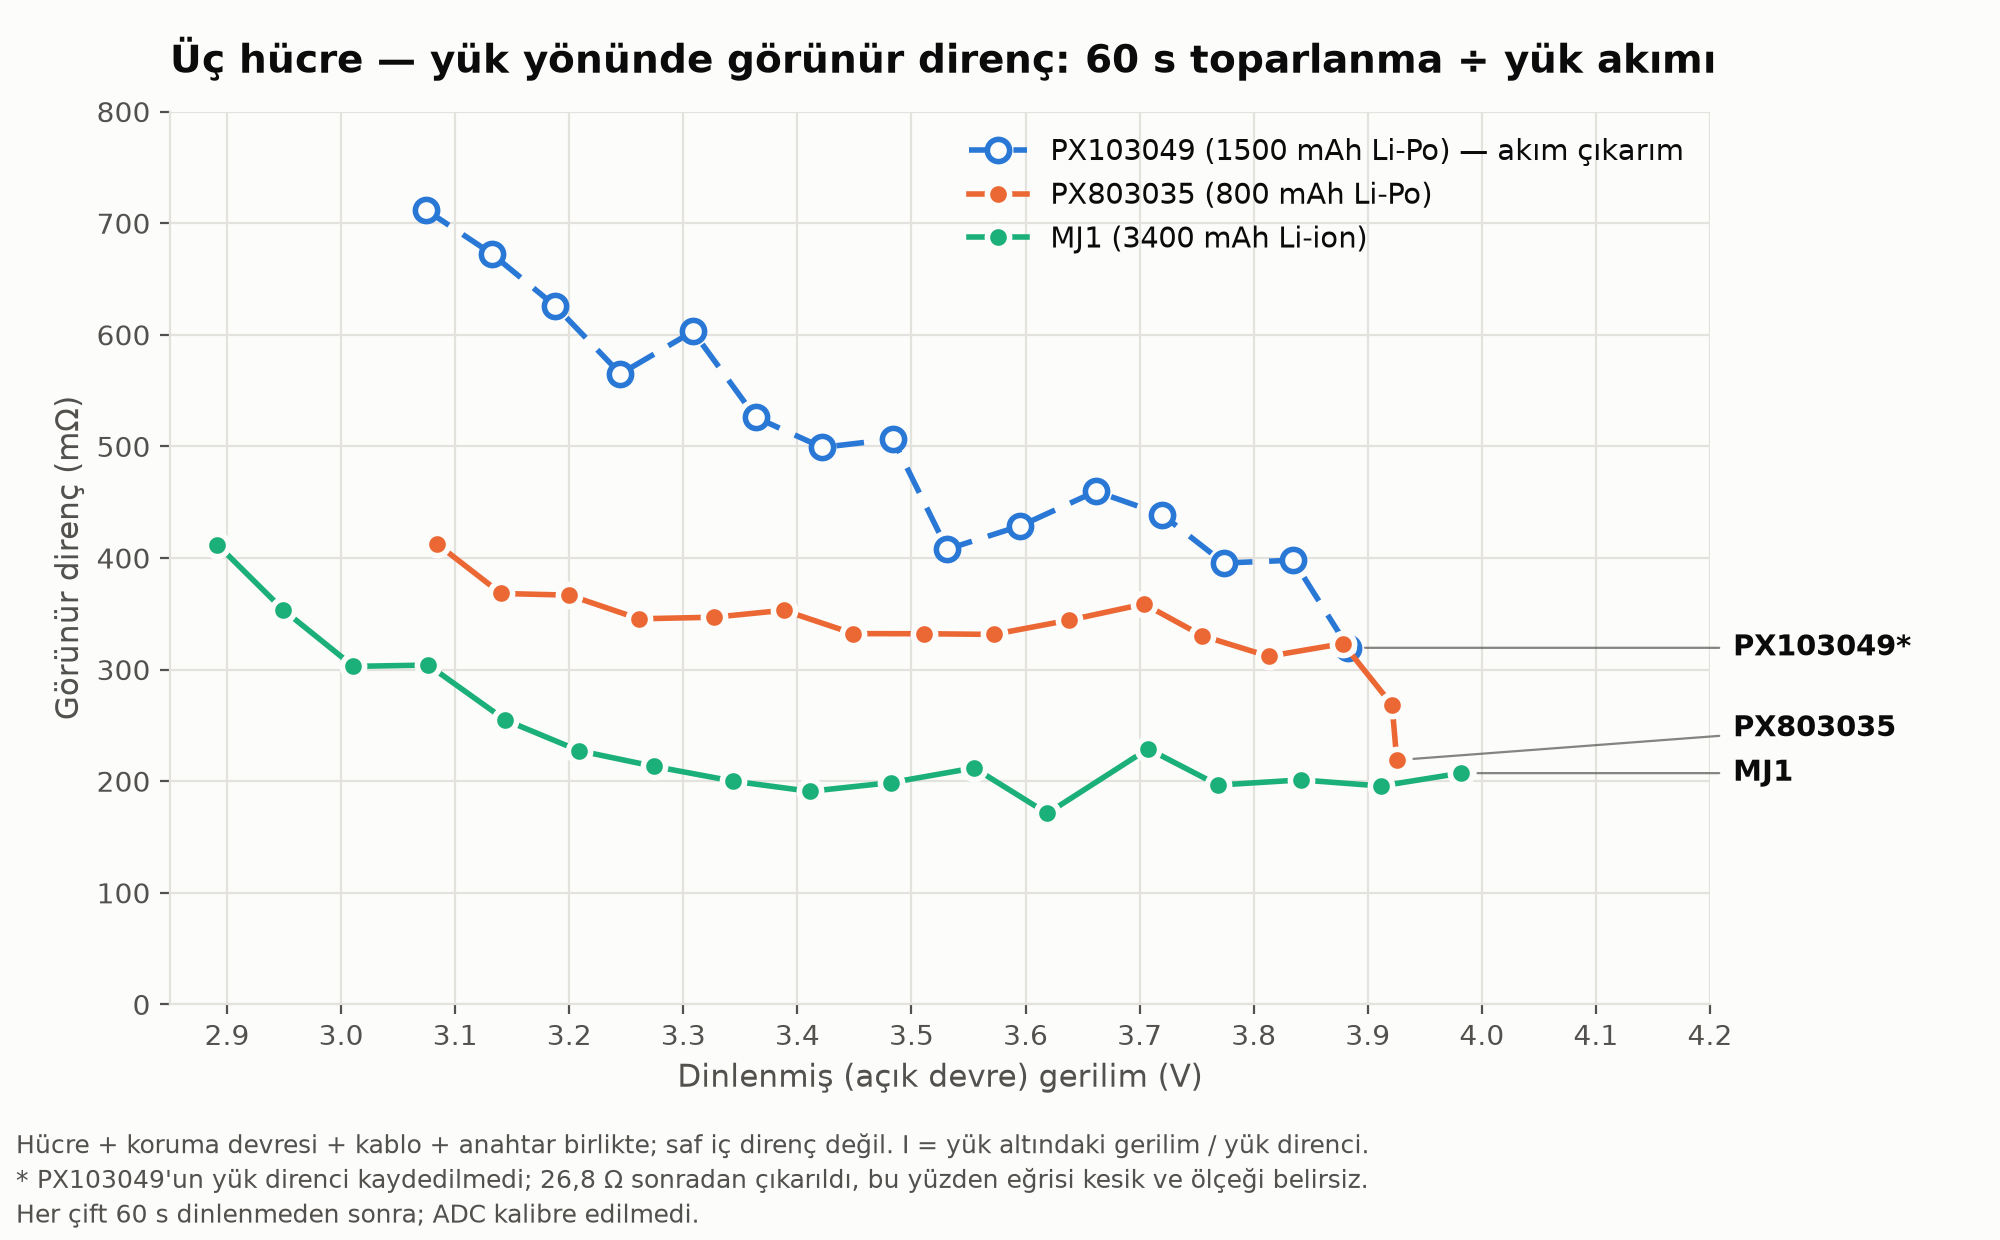 Üç hücre — yük yönünde görünür direnç: 60 s toparlanma ÷ yük akımı
800
700
600
500
400
300
200
100
0
Görünür direnç (mΩ)
PX103049 (1500 mAh Li-Po) — akım çıkarım
PX803035 (800 mAh Li-Po)
MJ1 (3400 mAh Li-ion)
PX103049*
PX803035
MJ1
2.9 3.0 3.1 3.2 3.3 3.4 3.5 3.6 3.7 3.8 3.9 4.0 4.1 4.2
Dinlenmiş (açık devre) gerilim (V)
Hücre + koruma devresi + kablo + anahtar birlikte; saf iç direnç değil. I = yük altındaki gerilim / yük direnci.
* PX103049'un yük direnci kaydedilmedi; 26,8 Ω sonradan çıkarıldı, bu yüzden eğrisi kesik ve ölçeği belirsiz.
Her çift 60 s dinlenmeden sonra; ADC kalibre edilmedi.